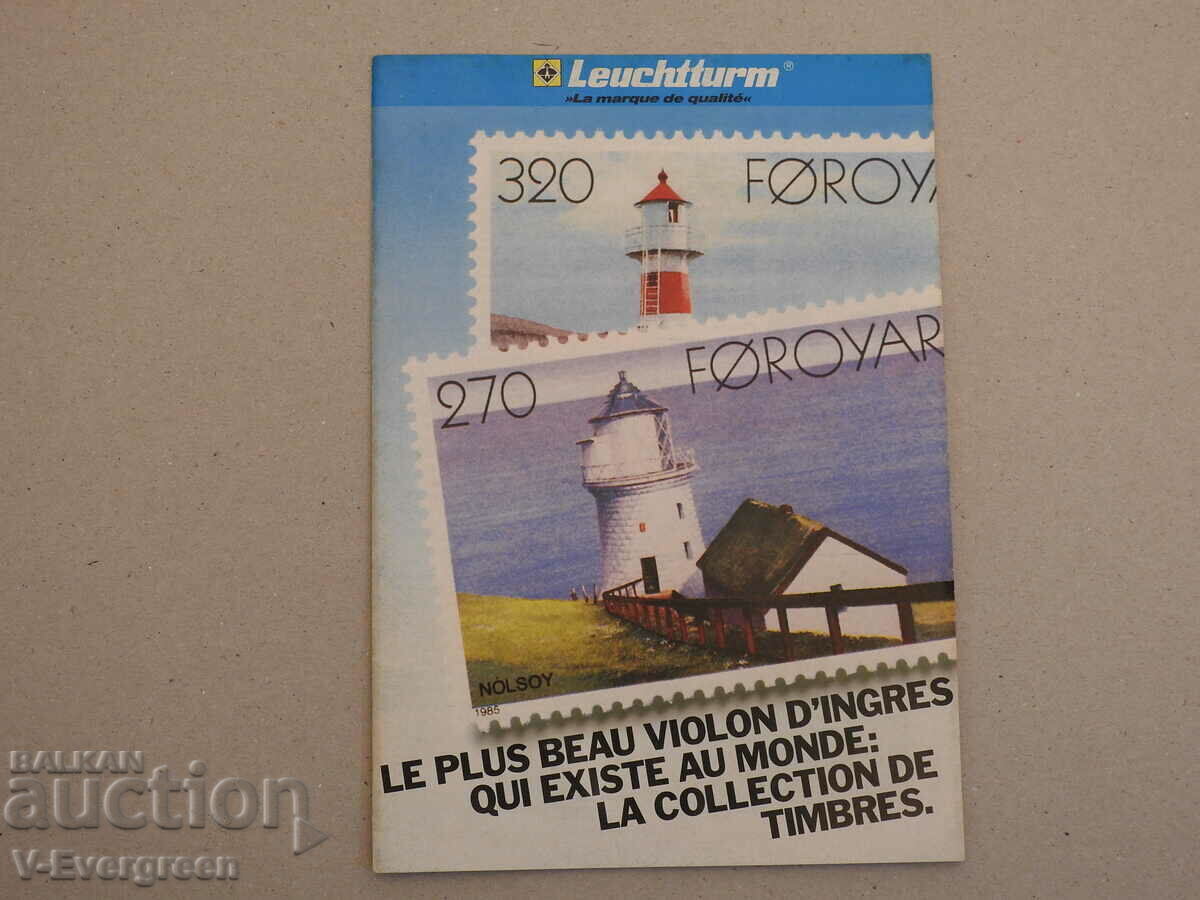 Leuchtturm®
»La marque de qualité«
320 FØROYA
270 FØROYAR
NÓLSOY
1985
LE PLUS BEAU VIOLON D'INGRES
QUI EXISTE AU MONDE:
LA COLLECTION DE
TIMBRES.
BALKAN
auction
V-Evergreen